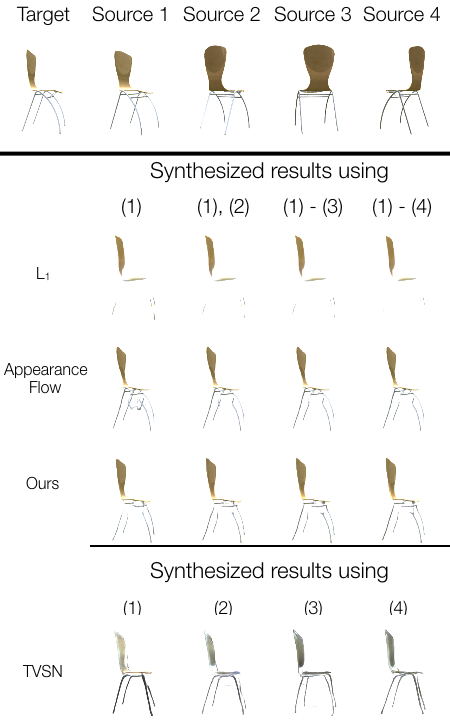 Target Source 1 Source 2 Source 3 Source 4
Synthesized results using
(1) (1), (2) (1) - (3) (1) - (4)
L1
Appearance
Flow
Ours
Synthesized results using
(1) (2) (3) (4)
TVSN